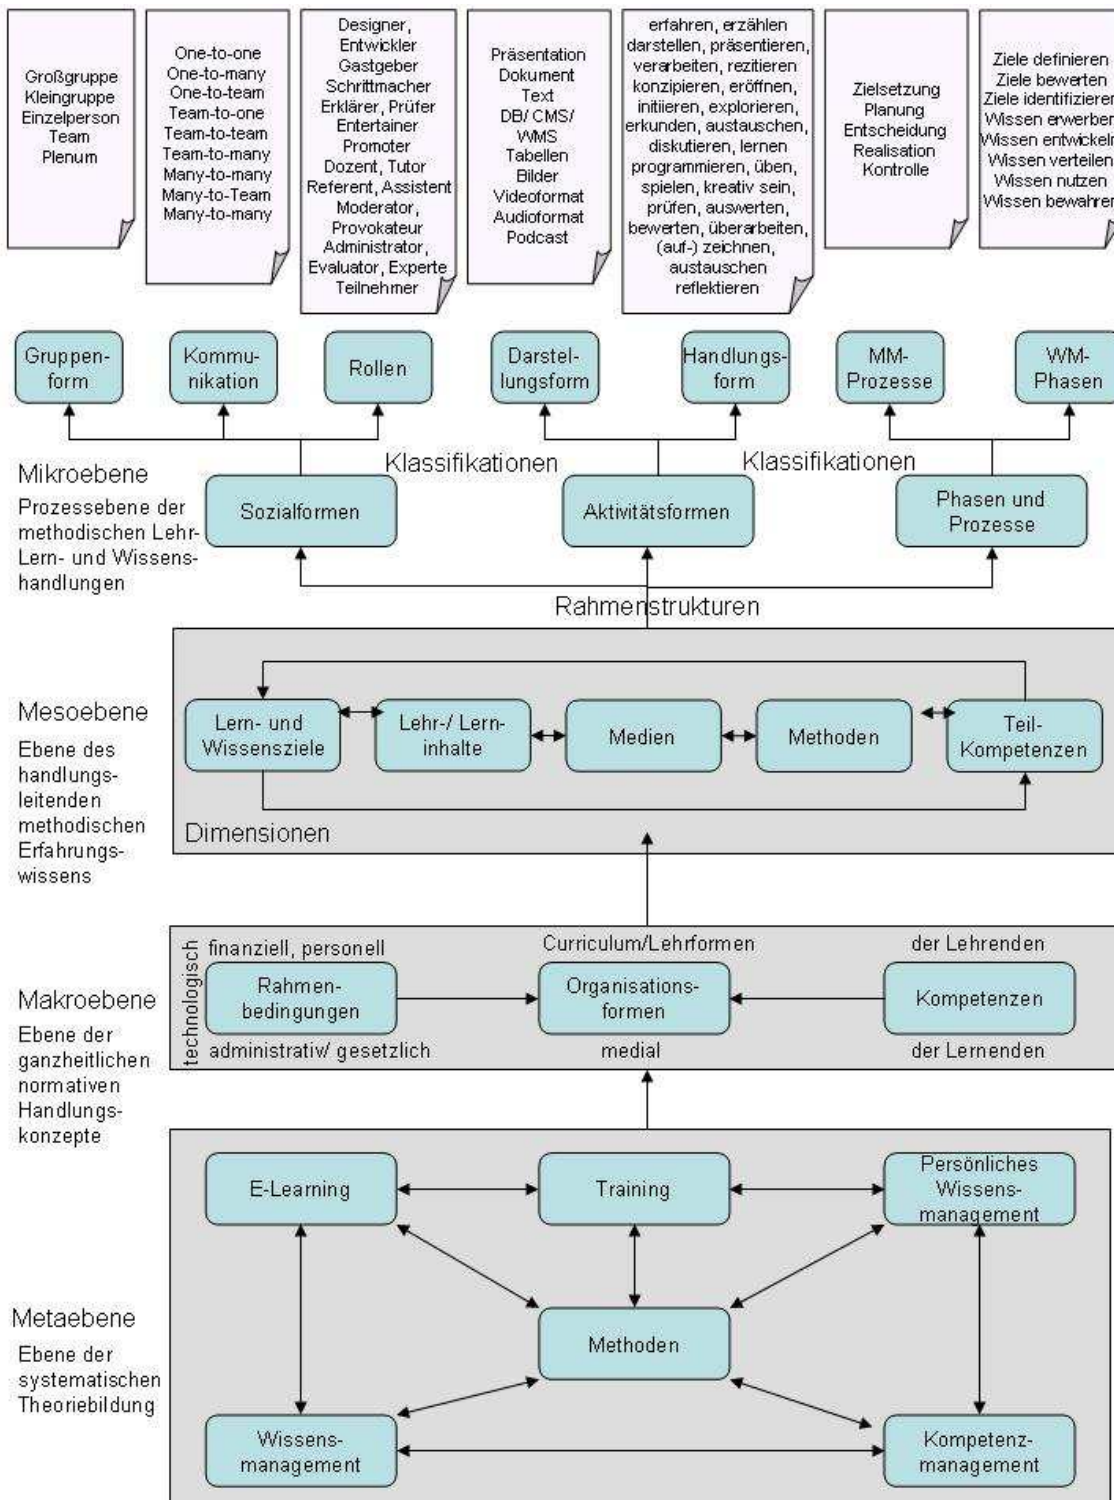 Großgruppe
Kleingruppe
Einzelperson
Team
Plenum
One-to-one
One-to-many
One-to-team
Team-to-one
Team-to-team
Team-to-many
Many-to-many
Many-to-Team
Many-to-many
Designer,
Entwickler
Gastgeber
Schrittmacher
Erklärer, Prüfer
Entertainer
Promoter
Dozent, Tutor
Referent, Assistent
Moderator,
Provokateur
Administrator,
Evaluator, Experte
Teilnehmer
Präsentation
Dokument
Text
DB/ CMS/
WMS
Tabellen
Bilder
Videoformat
Audioformat
Podcast
erfahren, erzählen
darstellen, präsentieren,
verarbeiten, rezitieren
konzipieren, eröffnen,
initiieren, explorieren,
erkunden, austauschen,
diskutieren, lernen
programmieren, üben,
spielen, kreativ sein,
prüfen, auswerten,
bewerten, überarbeiten,
(auf-) zeichnen,
austauschen
reflektieren
Zielsetzung
Planung
Entscheidung
Realisation
Kontrolle
Ziele definieren
Ziele bewerten
Ziele identifizieren
Wissen erwerben
Wissen entwickeln
Wissen verteilen
Wissen nutzen
Wissen bewahren
Gruppen-
form
Kommu-
nikation
Rollen
Darstel-
lungsform
Handlungs-
form
MM-
Prozesse
WM-
Phasen
Klassifikationen
Klassifikationen
Mikroebene
Prozessebene der
methodischen Lehr-
Lern- und Wissens-
handlungen
Sozialformen
Aktivitätsformen
Phasen und
Prozesse
Rahmenstrukturen
Mesoebene
Ebene des
handlungs-
leitenden
methodischen
Erfahrungs-
wissens
Lern- und
Wissensziele
Lehr-/ Lern-
inhalte
Medien
Methoden
Teil-
Kompetenzen
Dimensionen
Makroebene
Ebene der
ganzheitlichen
normativen
Handlungs-
konzepte
technologisch
finanziell, personell
Rahmen-
bedingungen
administrativ/ gesetzlich
Curriculum/Lehrformen
Organisations-
formen
medial
der Lehrenden
Kompetenzen
der Lernenden
Metaebene
Ebene der
systematischen
Theoriebildung
E-Learning
Training
Persönliches
Wissens-
management
Methoden
Wissens-
management
Kompetenz-
management